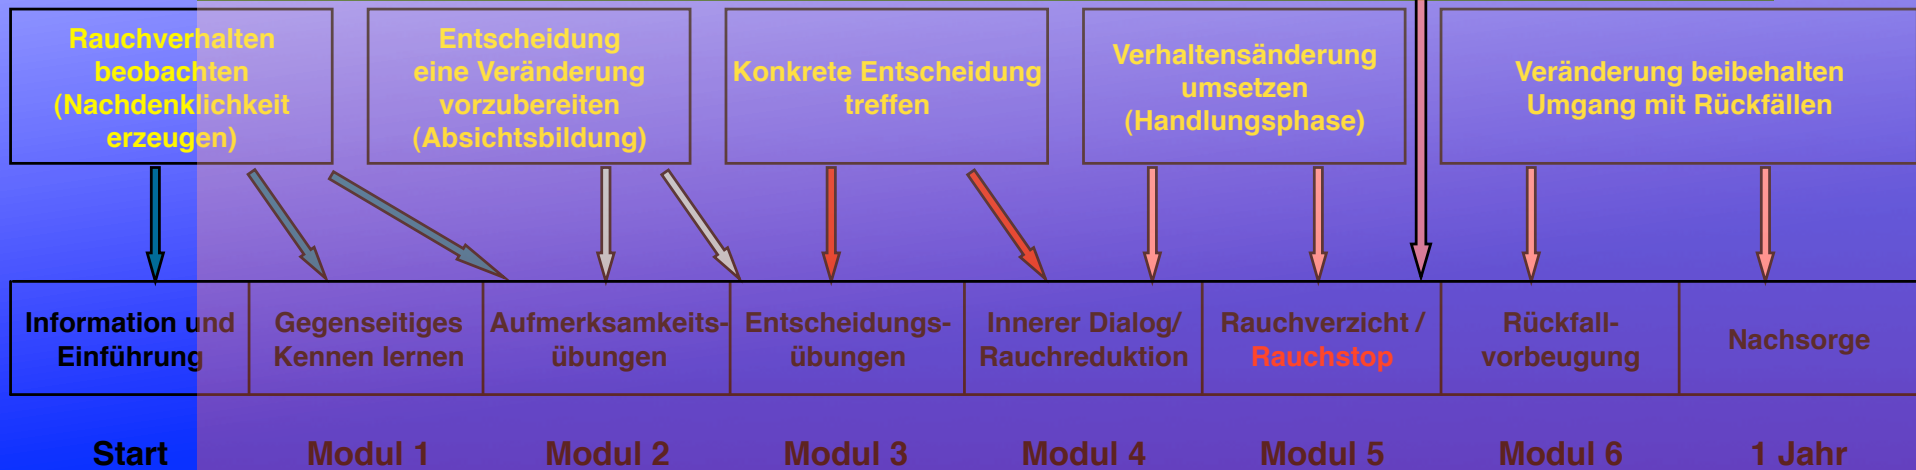 Rauchverhalten
beobachten
(Nachdenklichkeit
erzeugen)
Entscheidung
eine Veränderung
vorzubereiten
(Absichtsbildung)
Konkrete Entscheidung
treffen
Verhaltensänderung
umsetzen
(Handlungsphase)
Veränderung beibehalten
Umgang mit Rückfällen
Information und
Einführung
Gegenseitiges
Kennen lernen
Aufmerksamkeits-
übungen
Entscheidungs-
übungen
Innerer Dialog/
Rauchreduktion
Rauchverzicht /
Rauchstop
Rückfall-
vorbeugung
Nachsorge
Start
Modul 1
Modul 2
Modul 3
Modul 4
Modul 5
Modul 6
1 Jahr